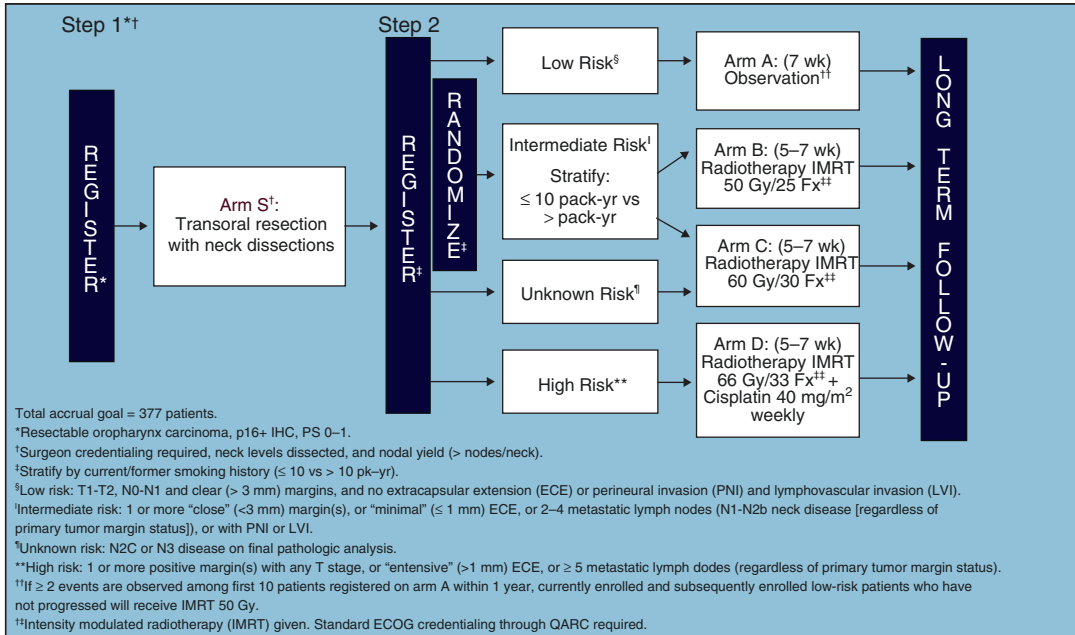 Step 1*†
Step 2
REGISTER*
Arm S†:
Transoral resection
with neck dissections
REGISTER‡
RANDOMIZE‡
Low Risk§
Intermediate Risk|
Stratify:
≤ 10 pack-yr vs
> pack-yr
Unknown Risk¶
High Risk**
Arm A: (7 wk)
Observation††
Arm B: (5–7 wk)
Radiotherapy IMRT
50 Gy/25 Fx‡‡
Arm C: (5–7 wk)
Radiotherapy IMRT
60 Gy/30 Fx‡‡
Arm D: (5–7 wk)
Radiotherapy IMRT
66 Gy/33 Fx‡‡ +
Cisplatin 40 mg/m²
weekly
LONG TERM FOLLOW-UP
Total accrual goal = 377 patients.
*Resectable oropharynx carcinoma, p16+ IHC, PS 0–1.
†Surgeon credentialing required, neck levels dissected, and nodal yield (> nodes/neck).
‡Stratify by current/former smoking history (≤ 10 vs > 10 pk–yr).
§Low risk: T1-T2, N0-N1 and clear (> 3 mm) margins, and no extracapsular extension (ECE) or perineural invasion (PNI) and lymphovascular invasion (LVI).
|Intermediate risk: 1 or more “close” (<3 mm) margin(s), or “minimal” (≤ 1 mm) ECE, or 2–4 metastatic lymph nodes (N1-N2b neck disease [regardless of
primary tumor margin status]), or with PNI or LVI.
¶Unknown risk: N2C or N3 disease on final pathologic analysis.
**High risk: 1 or more positive margin(s) with any T stage, or “entensive” (>1 mm) ECE, or ≥ 5 metastatic lymph dodes (regardless of primary tumor margin status).
††If ≥ 2 events are observed among first 10 patients registered on arm A within 1 year, currently enrolled and subsequently enrolled low-risk patients who have
not progressed will receive IMRT 50 Gy.
‡‡Intensity modulated radiotherapy (IMRT) given. Standard ECOG credentialing through QARC required.